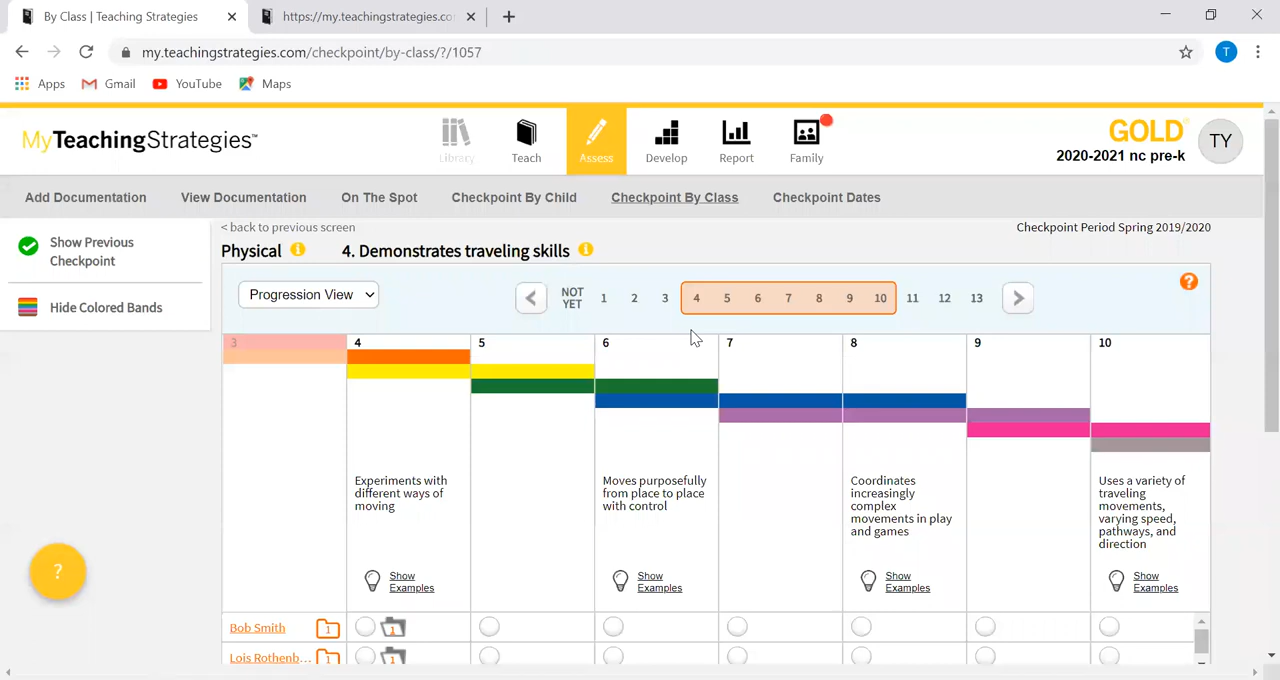 By Class | Teaching Strategies
https://my.teachingstrategies.co
my.teachingstrategies.com/checkpoint/by-class/?/1057
T
Apps
Gmail
YouTube
Maps
MyTeachingStrategies™
Library
Teach
Assess
Develop
Report
Family
GOLD®
2020-2021 nc pre-k
TY
Add Documentation
View Documentation
On The Spot
Checkpoint By Child
Checkpoint By Class
Checkpoint Dates
Show Previous
Checkpoint
Hide Colored Bands
?
< back to previous screen
Checkpoint Period Spring 2019/2020
Physical i 4. Demonstrates traveling skills i
Progression View
NOT
YET
1 2 3 4 5 6 7 8 9 10 11 12 13
?
3 4 5 6 7 8 9 10
Experiments with
different ways of
moving
Show
Examples
Moves purposefully
from place to place
with control
Show
Examples
Coordinates
increasingly
complex
movements in play
and games
Show
Examples
Uses a variety of
traveling
movements,
varying speed,
pathways, and
direction
Show
Examples
Bob Smith 1 1
Lois Rothenb... 1 1